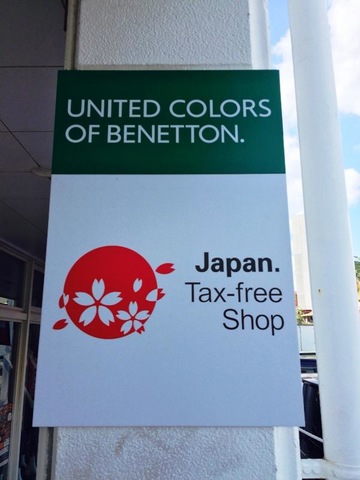 UNITED COLORS
OF BENETTON.
Japan.
Tax-free
Shop